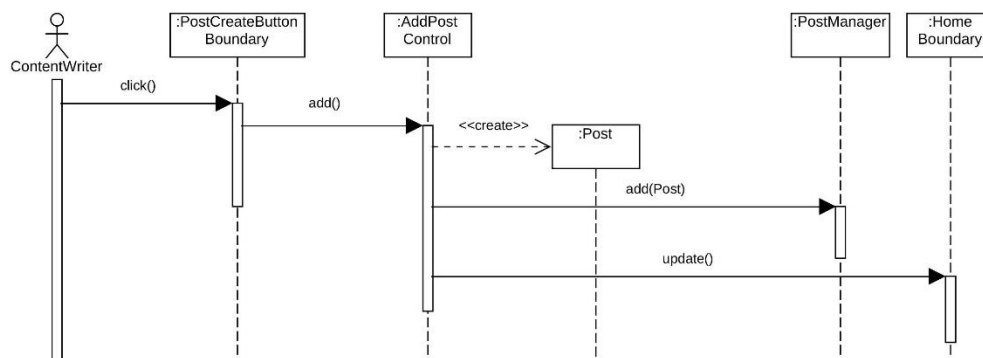 :PostCreateButton
Boundary
:AddPost
Control
:PostManager
:Home
Boundary
ContentWriter
click()
add()
<<create>>
:Post
add(Post)
update()